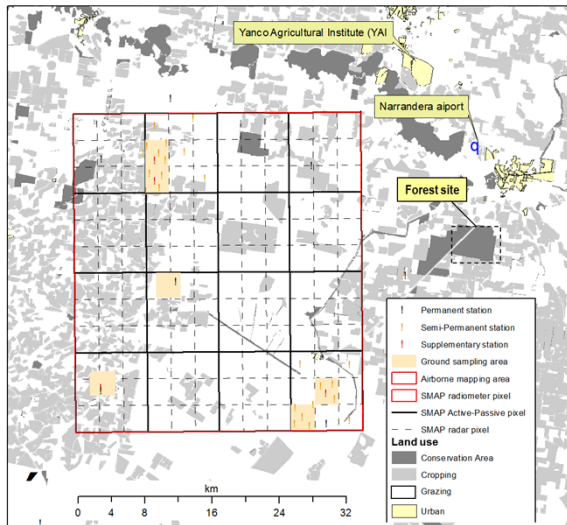 Yanco Agricultural Institute (YAI
Narrandera aiport
q
Forest site
Permanent station
Semi-Permanent station
Supplementary station
Ground sampling area
Airborne mapping area
SMAP radiometer pixel
SMAP Active-Passive pixel
SMAP radar pixel
Land use
Conservation Area
Cropping
Grazing
Urban
km
0 4 8 16 24 32